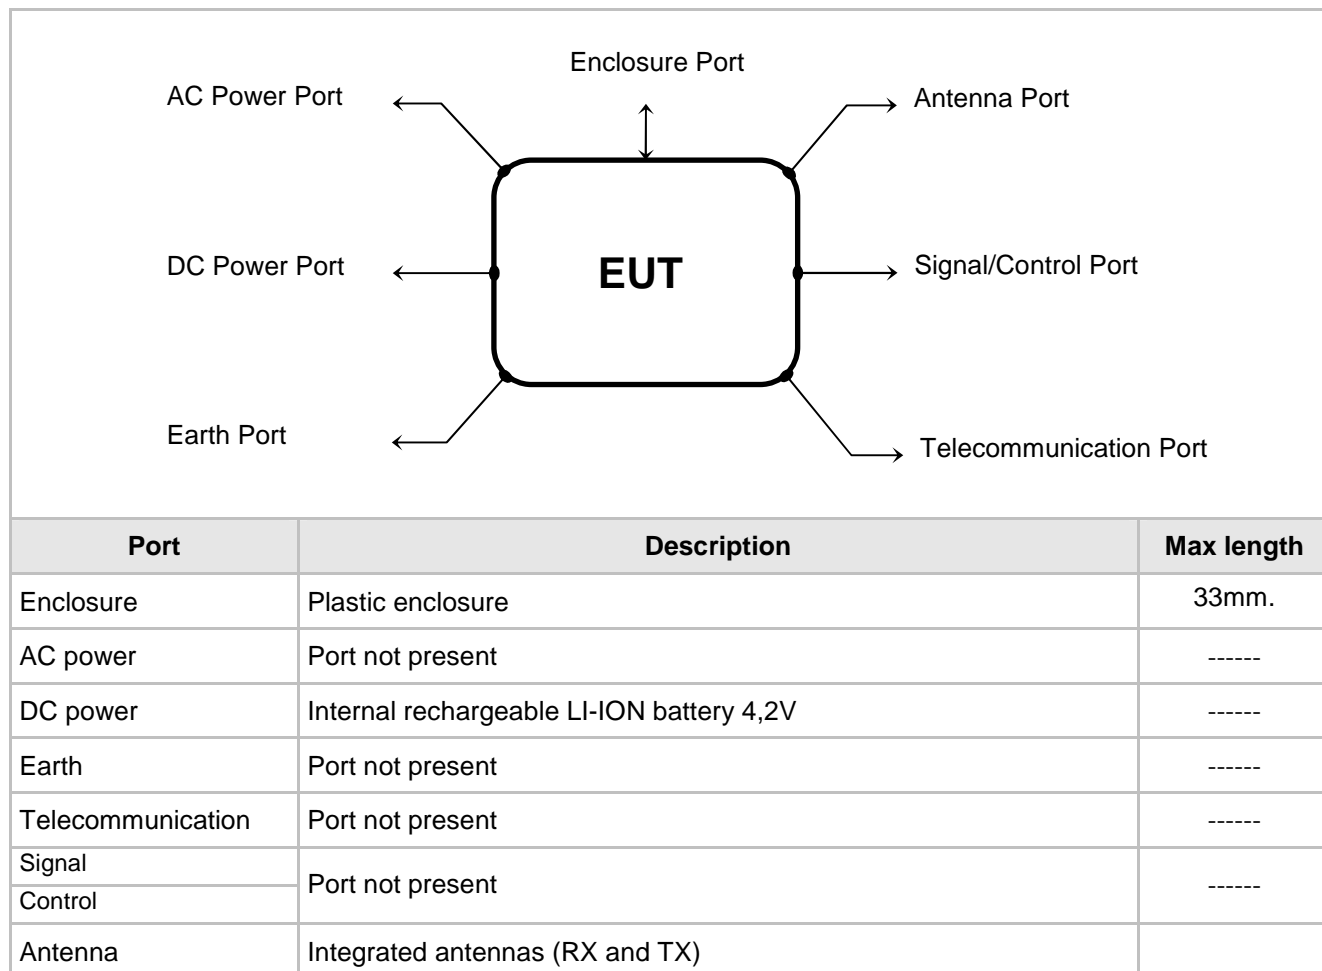 Enclosure Port
AC Power Port
Antenna Port
DC Power Port
EUT
Signal/Control Port
Earth Port
Telecommunication Port
Port Description Max length
Enclosure Plastic enclosure 33mm.
AC power Port not present ------
DC power Internal rechargeable LI-ION battery 4,2V ------
Earth Port not present ------
Telecommunication Port not present ------
Signal
Port not present ------
Control
Antenna Integrated antennas (RX and TX)